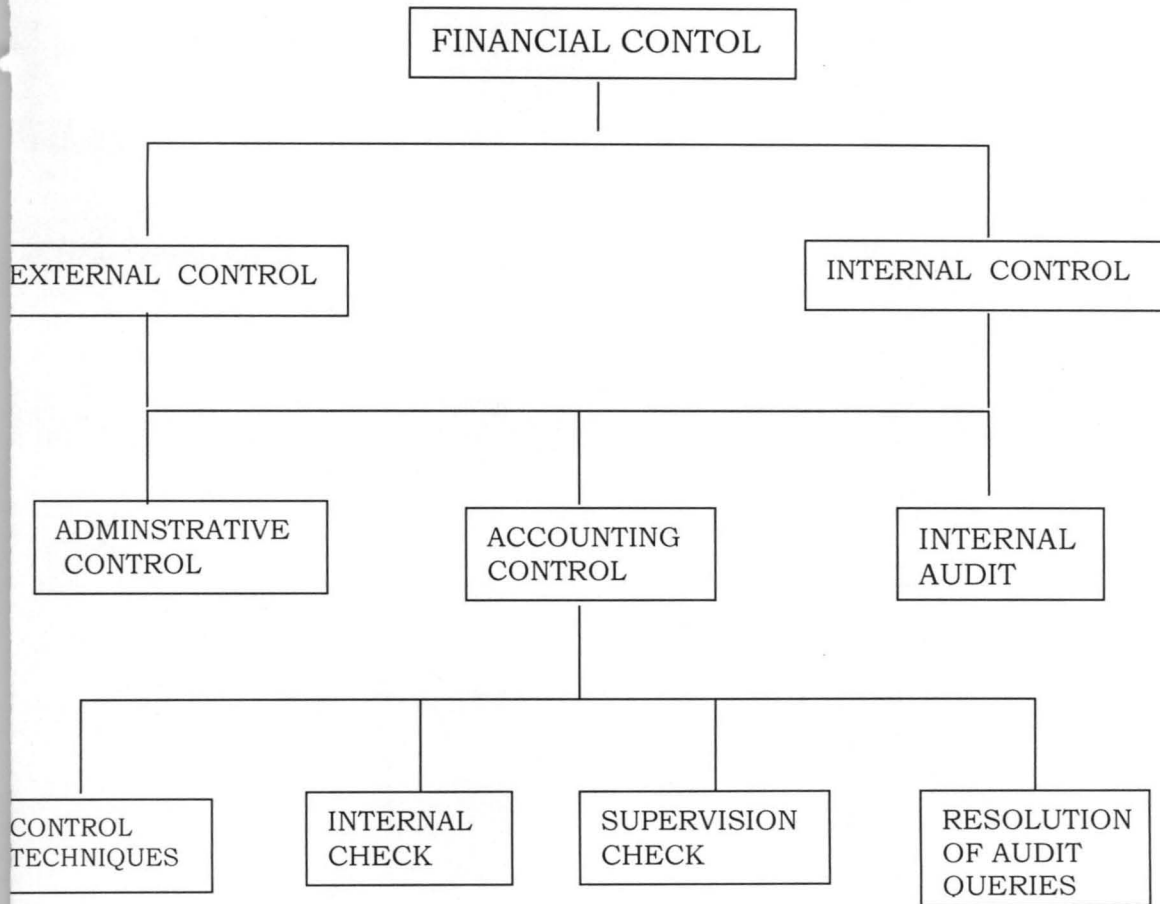 FINANCIAL CONTOL
EXTERNAL CONTROL
INTERNAL CONTROL
ADMINSTRATIVE
CONTROL
ACCOUNTING
CONTROL
INTERNAL
AUDIT
CONTROL
TECHNIQUES
INTERNAL
CHECK
SUPERVISION
CHECK
RESOLUTION
OF AUDIT
QUERIES